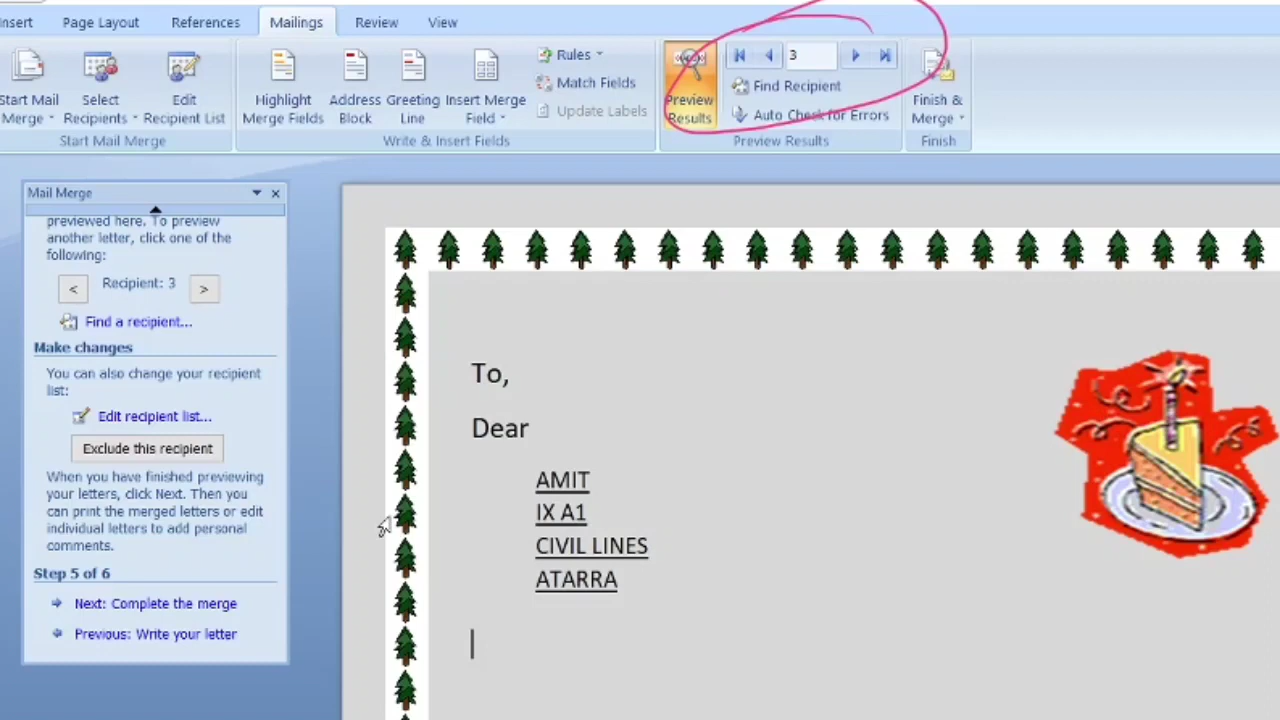 Insert Page Layout References Mailings Review View
Start Mail Merge
Select Recipients
Edit Recipient List
Start Mail Merge
Highlight Merge Fields
Address Block
Greeting Line
Insert Merge Field
Rules
Match Fields
Update Labels
Write & Insert Fields
Preview Results
3
Find Recipient
Auto Check for Errors
Preview Results
Finish & Merge
Finish
Mail Merge
previewed here. To preview
another letter, click one of the
following:
< Recipient: 3 >
Find a recipient...
Make changes
You can also change your recipient
list:
Edit recipient list...
Exclude this recipient
When you have finished previewing
your letters, click Next. Then you
can print the merged letters or edit
individual letters to add personal
comments.
Step 5 of 6
Next: Complete the merge
Previous: Write your letter
To,
Dear
AMIT
IX A1
CIVIL LINES
ATARRA